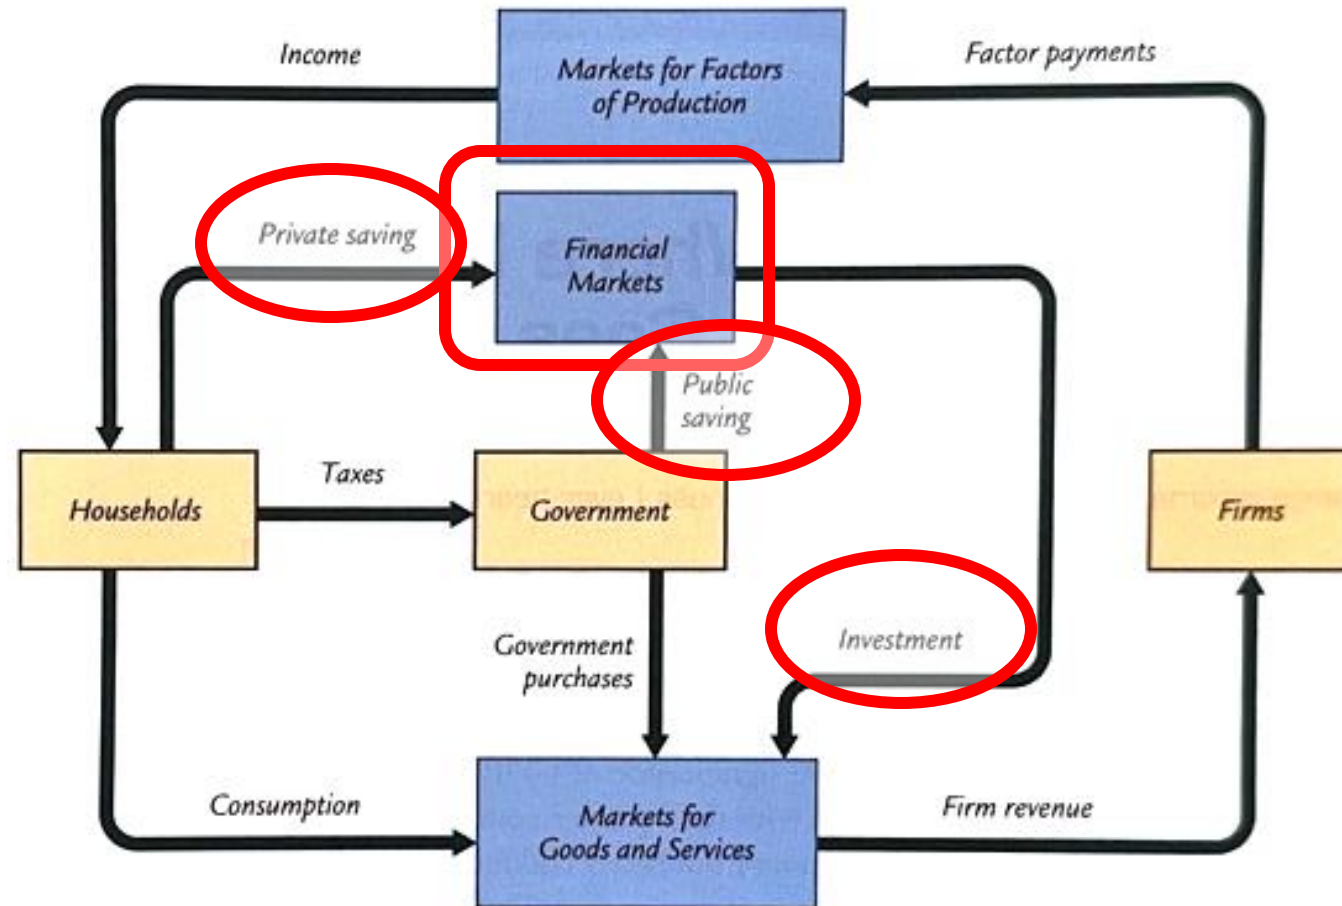 Income
Factor payments
Markets for Factors
of Production
Private saving
Financial
Markets
Public
saving
Households
Taxes
Government
Firms
Government
purchases
Investment
Consumption
Markets for
Goods and Services
Firm revenue